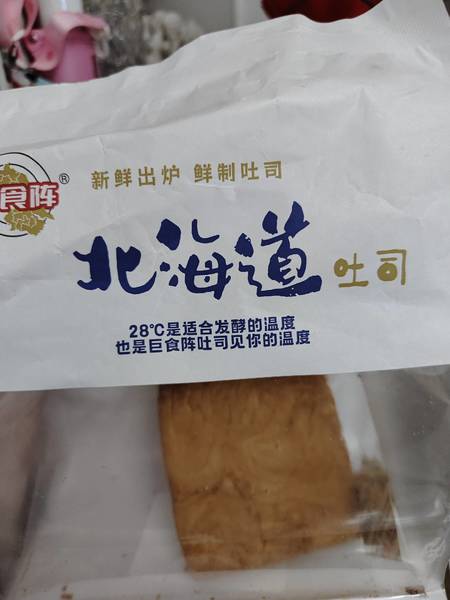 食阵®
新鲜出炉 鲜制吐司
北海道吐司
28℃是适合发酵的温度
也是巨食阵吐司见你的温度